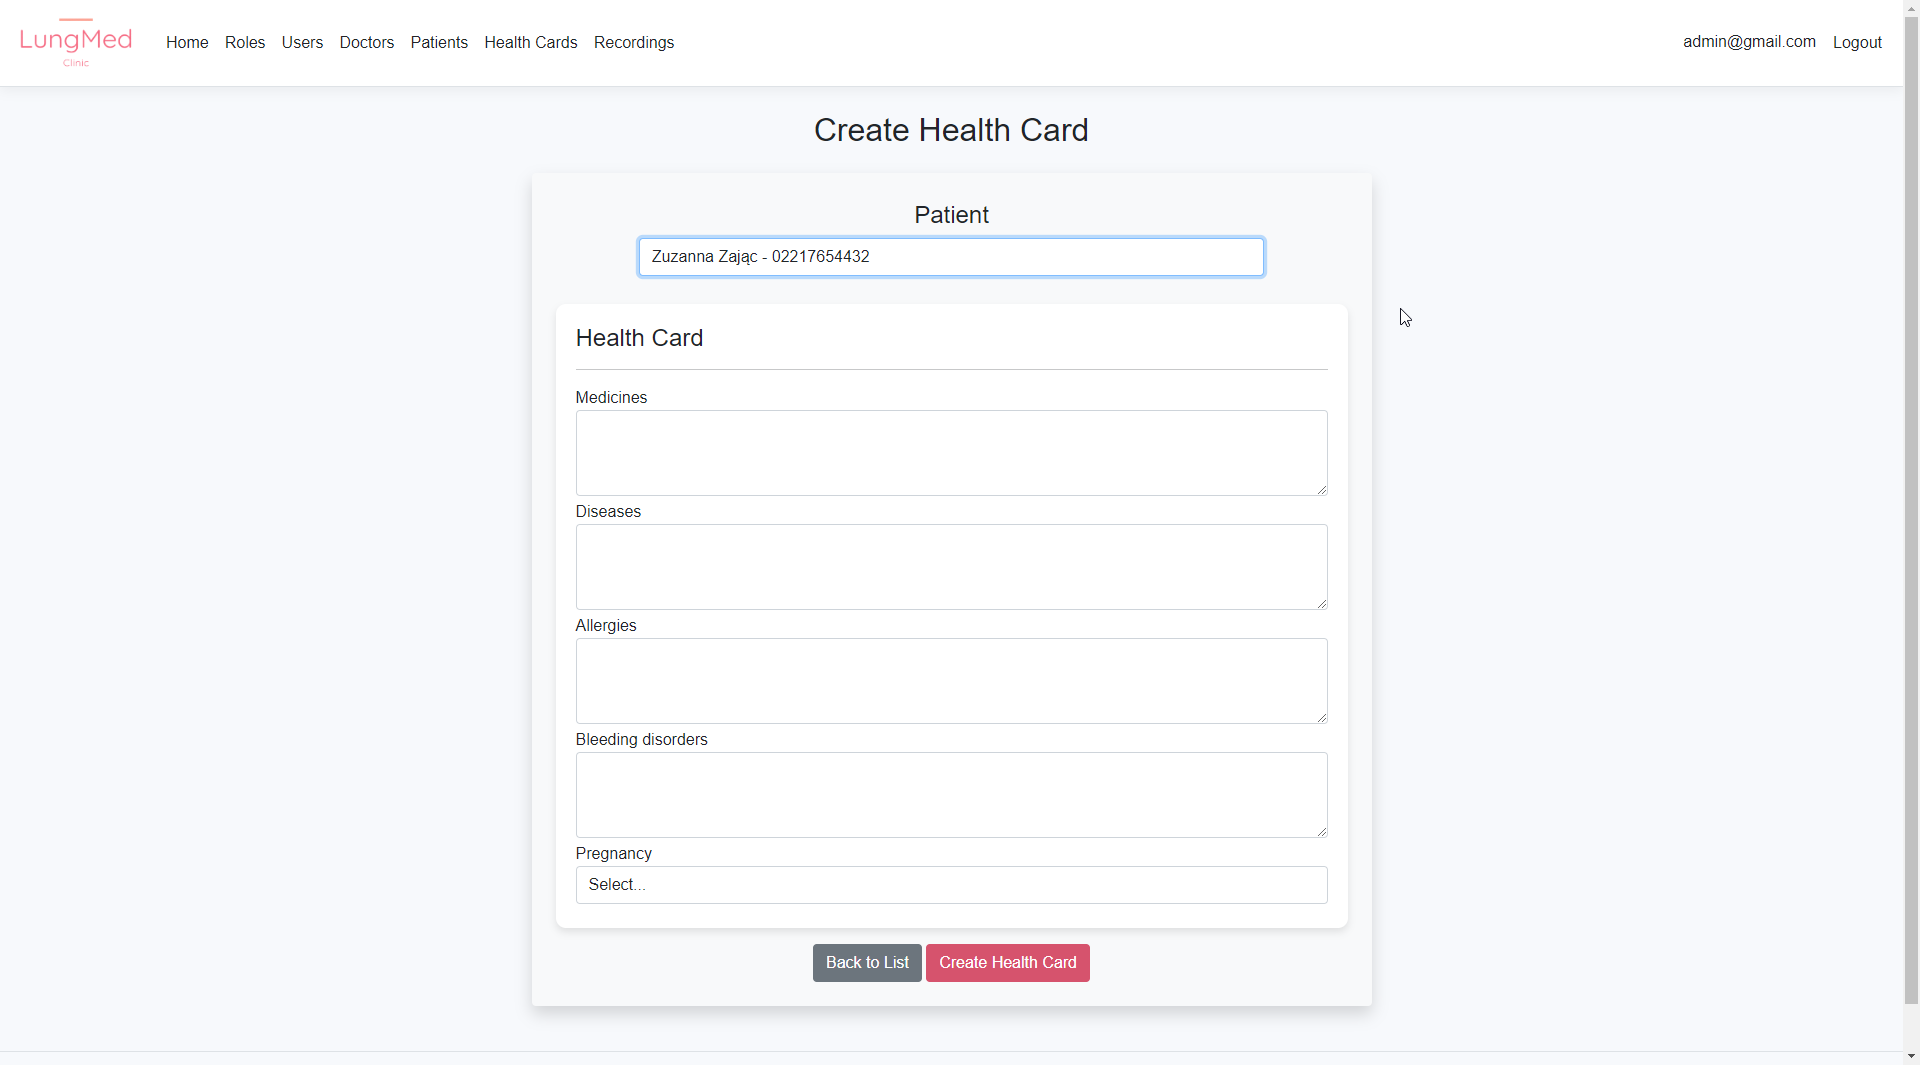 LungMed
Clinic
Home Roles Users Doctors Patients Health Cards Recordings
admin@gmail.com Logout
Create Health Card
Patient
Zuzanna Zając - 02217654432
Health Card
Medicines
Diseases
Allergies
Bleeding disorders
Pregnancy
Select...
Back to List Create Health Card